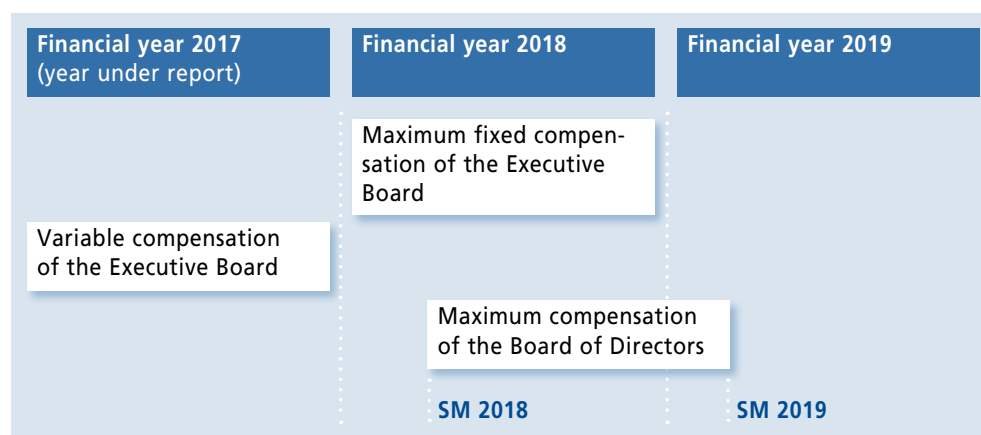 Financial year 2017
(year under report)
Financial year 2018
Financial year 2019
Maximum fixed compen-
sation of the Executive
Board
Variable compensation
of the Executive Board
Maximum compensation
of the Board of Directors
SM 2018
SM 2019